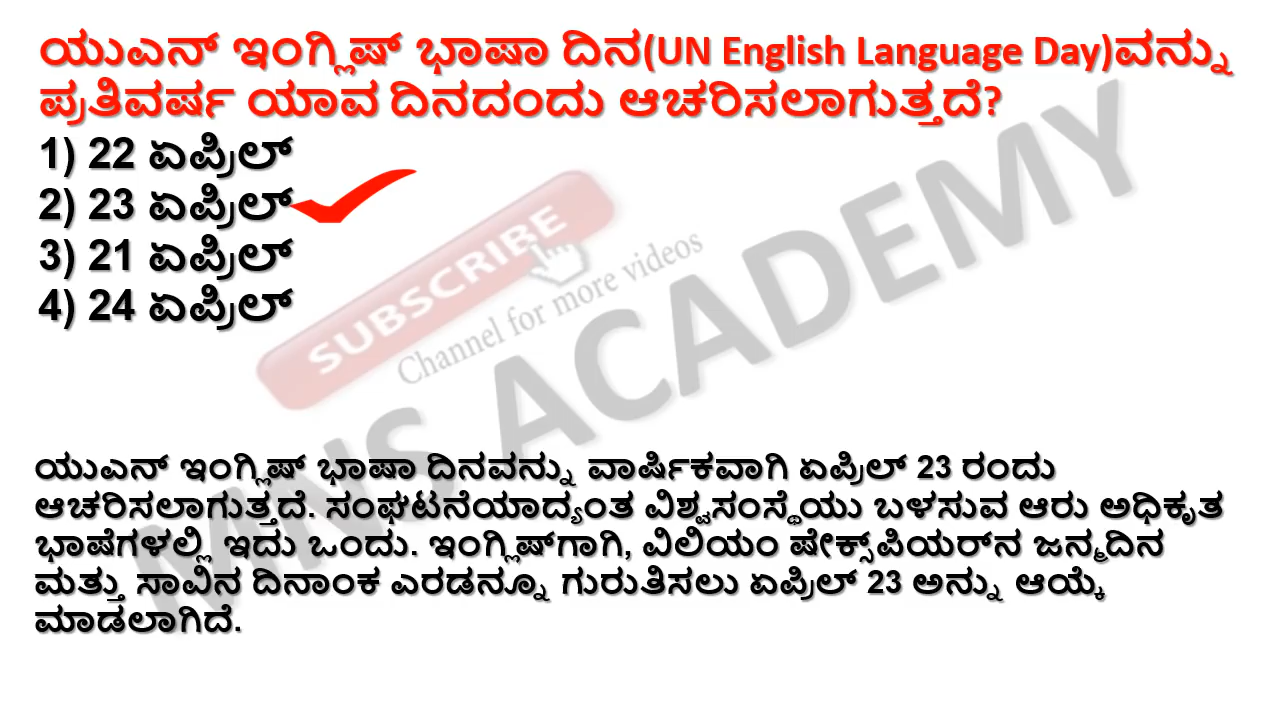 ಯುಎನ್ ಇಂಗ್ಲಿಷ್ ಭಾಷಾ ದಿನ(UN English Language Day)ವನ್ನು
ಪ್ರತಿವರ್ಷ ಯಾವ ದಿನದಂದು ಆಚರಿಸಲಾಗುತ್ತದೆ?
1) 22 ಏಪ್ರಿಲ್
2) 23 ಏಪ್ರಿಲ್
3) 21 ಏಪ್ರಿಲ್
4) 24 ಏಪ್ರಿಲ್
SUBSCRIBE
Channel for more videos
MNS ACADEMY
ಯುಎನ್ ಇಂಗ್ಲಿಷ್ ಭಾಷಾ ದಿನವನ್ನು ವಾರ್ಷಿಕವಾಗಿ ಏಪ್ರಿಲ್ 23 ರಂದು
ಆಚರಿಸಲಾಗುತ್ತದೆ. ಸಂಘಟನೆಯಾದ್ಯಂತ ವಿಶ್ವಸಂಸ್ಥೆಯು ಬಳಸುವ ಆರು ಅಧಿಕೃತ
ಭಾಷೆಗಳಲ್ಲಿ ಇದು ಒಂದು. ಇಂಗ್ಲಿಷ್‌ಗಾಗಿ, ವಿಲಿಯಂ ಷೇಕ್ಸ್‌ಪಿಯರ್‌ನ ಜನ್ಮದಿನ
ಮತ್ತು ಸಾವಿನ ದಿನಾಂಕ ಎರಡನ್ನೂ ಗುರುತಿಸಲು ಏಪ್ರಿಲ್ 23 ಅನ್ನು ಆಯ್ಕೆ
ಮಾಡಲಾಗಿದೆ.